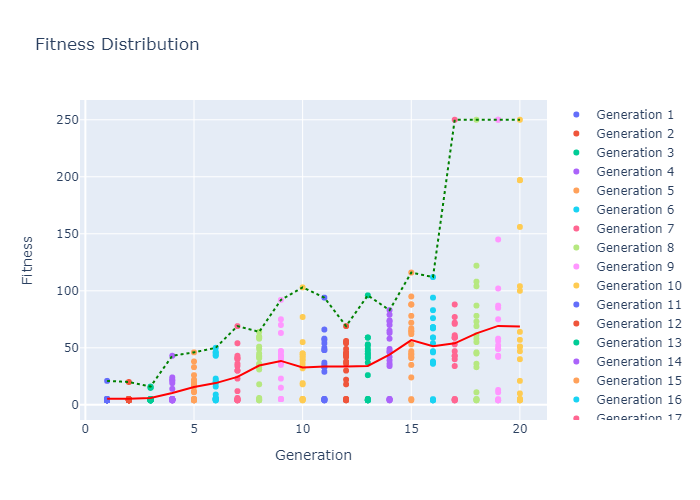 Fitness Distribution
Fitness
250
200
150
100
50
0
0
5
10
15
20
Generation
Generation 1
Generation 2
Generation 3
Generation 4
Generation 5
Generation 6
Generation 7
Generation 8
Generation 9
Generation 10
Generation 11
Generation 12
Generation 13
Generation 14
Generation 15
Generation 16
Generation 17